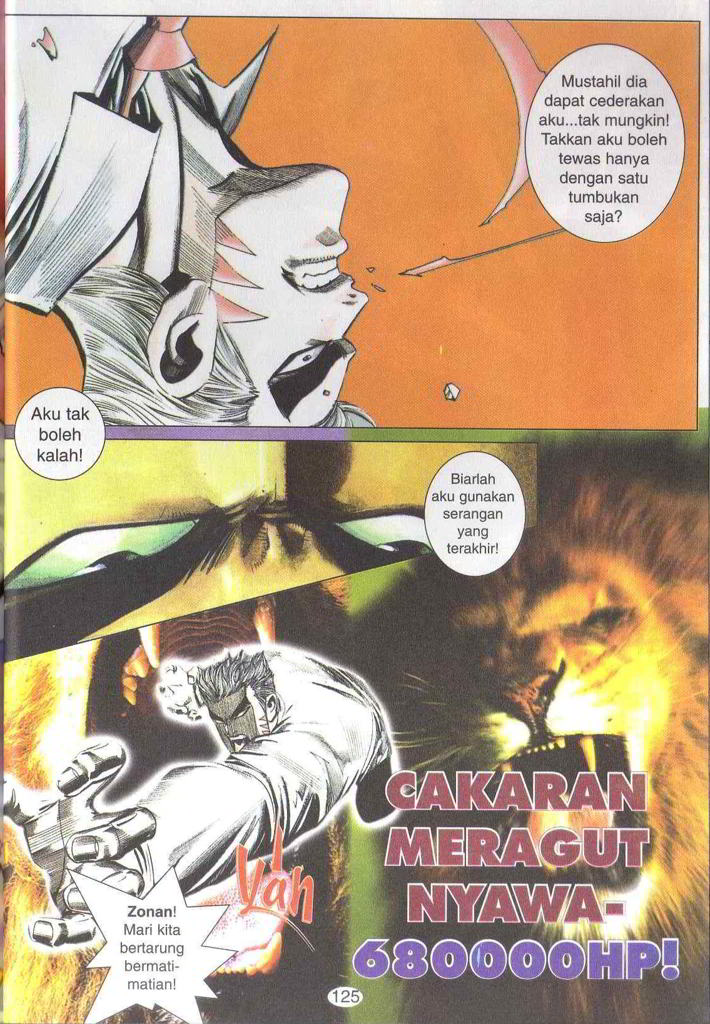 Mustahil dia
dapat cederakan
aku...tak mungkin!
Takkan aku boleh
tewas hanya
dengan satu
tumbukan
saja?
Aku tak
boleh
kalah!
Biarlah
aku gunakan
serangan
yang
terakhir!
CAKARAN
MERAGUT
NYAWA-
680000HP!
Yan
Zonan!
Mari kita
bertarung
bermati-
matian!
125